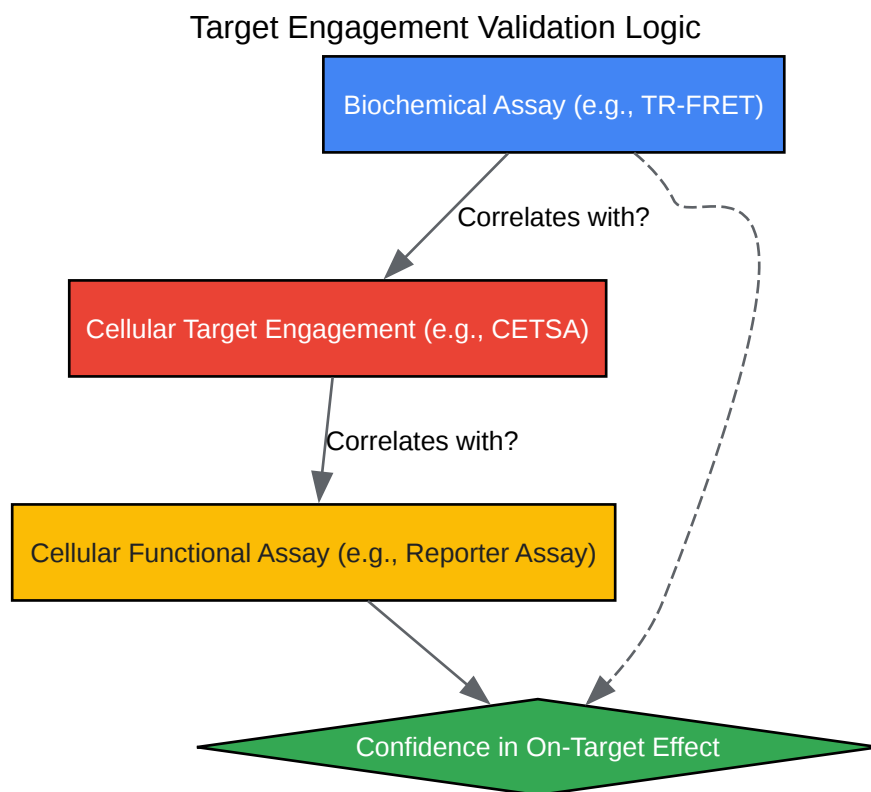 Target Engagement Validation Logic
Biochemical Assay (e.g., TR-FRET)
Correlates with?
Cellular Target Engagement (e.g., CETSA)
Correlates with?
Cellular Functional Assay (e.g., Reporter Assay)
Confidence in On-Target Effect